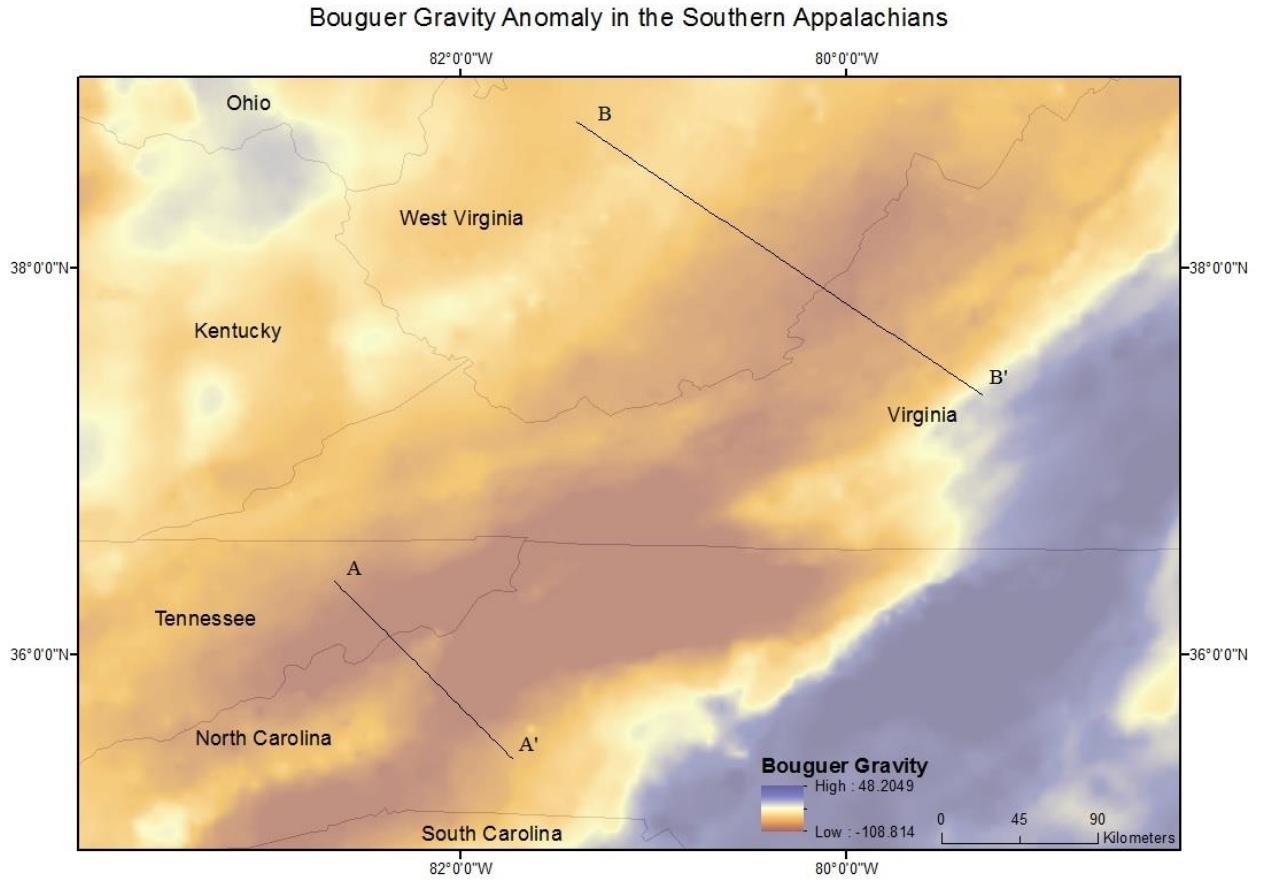 Bouguer Gravity Anomaly in the Southern Appalachians
82°0'0"W
80°0'0"W
Ohio
B
West Virginia
38°0'0"N
38°0'0"N
Kentucky
B'
Virginia
A
Tennessee
36°0'0"N
36°0'0"N
North Carolina
A'
Bouguer Gravity
High : 48.2049
Low : -108.814
0 45 90
Kilometers
South Carolina
82°0'0"W
80°0'0"W